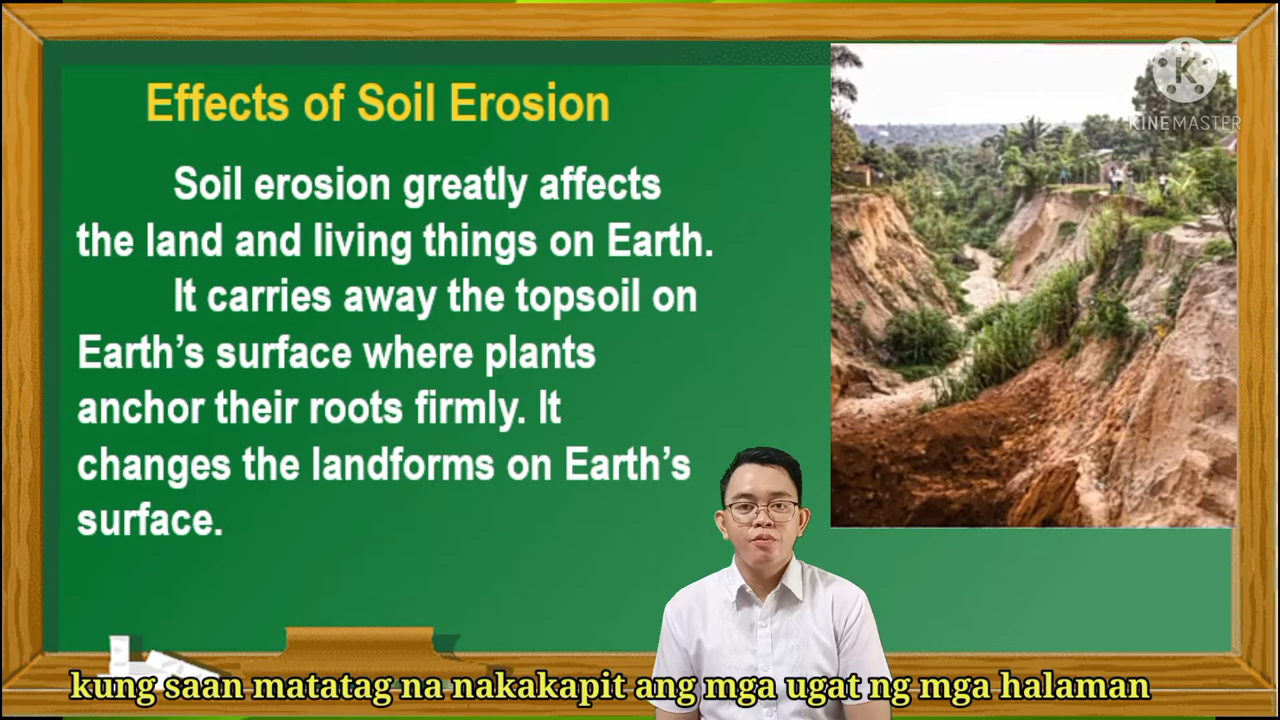 Effects of Soil Erosion
Soil erosion greatly affects
the land and living things on Earth.
It carries away the topsoil on
Earth's surface where plants
anchor their roots firmly. It
changes the landforms on Earth's
surface.
K
KINEMASTER
kung saan matatag na nakakapit ang mga ugat ng mga halaman